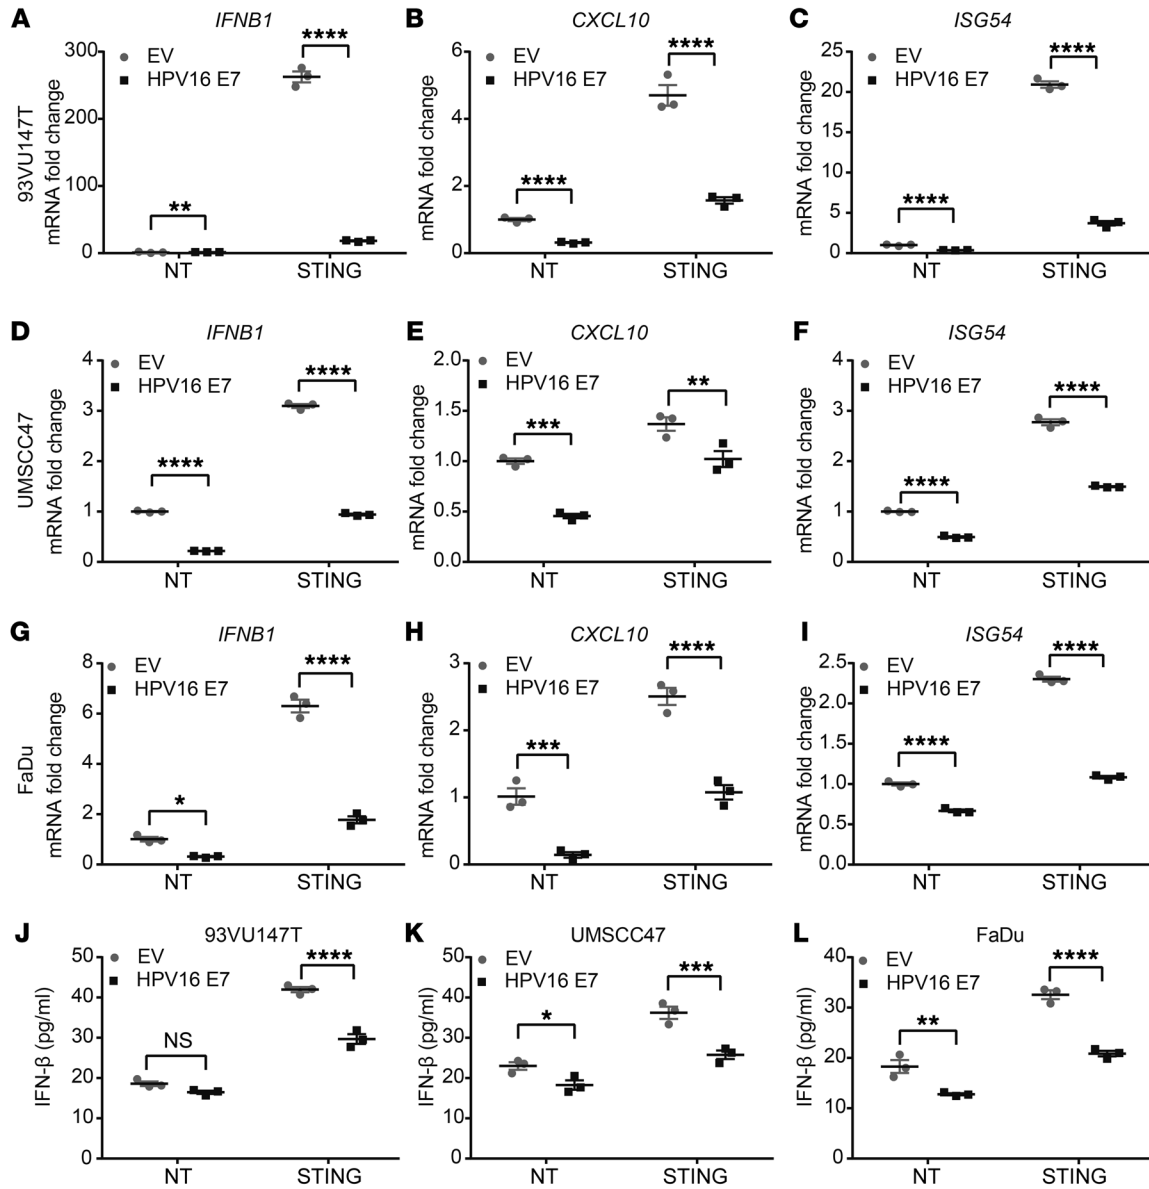 A
IFNB1
EV
HPV16 E7
****
**
300
200
100
0
93VU147T
mRNA fold change
NT
STING
B
CXCL10
EV
HPV16 E7
****
****
6
4
2
0
mRNA fold change
NT
STING
C
ISG54
EV
HPV16 E7
****
****
25
20
15
10
5
0
mRNA fold change
NT
STING
D
IFNB1
EV
HPV16 E7
****
****
4
3
2
1
0
UMSCC47
mRNA fold change
NT
STING
E
CXCL10
EV
HPV16 E7
**
***
2.0
1.5
1.0
0.5
0.0
mRNA fold change
NT
STING
F
ISG54
EV
HPV16 E7
****
****
4
3
2
1
0
mRNA fold change
NT
STING
G
IFNB1
EV
HPV16 E7
****
*
8
6
4
2
0
FaDu
mRNA fold change
NT
STING
H
CXCL10
EV
HPV16 E7
****
***
3
2
1
0
mRNA fold change
NT
STING
I
ISG54
EV
HPV16 E7
****
****
2.5
2.0
1.5
1.0
0.5
0.0
mRNA fold change
NT
STING
J
93VU147T
EV
HPV16 E7
****
NS
50
40
30
20
10
0
IFN-β (pg/ml)
NT
STING
K
UMSCC47
EV
HPV16 E7
***
*
50
40
30
20
10
0
IFN-β (pg/ml)
NT
STING
L
FaDu
EV
HPV16 E7
****
**
40
30
20
10
0
IFN-β (pg/ml)
NT
STING